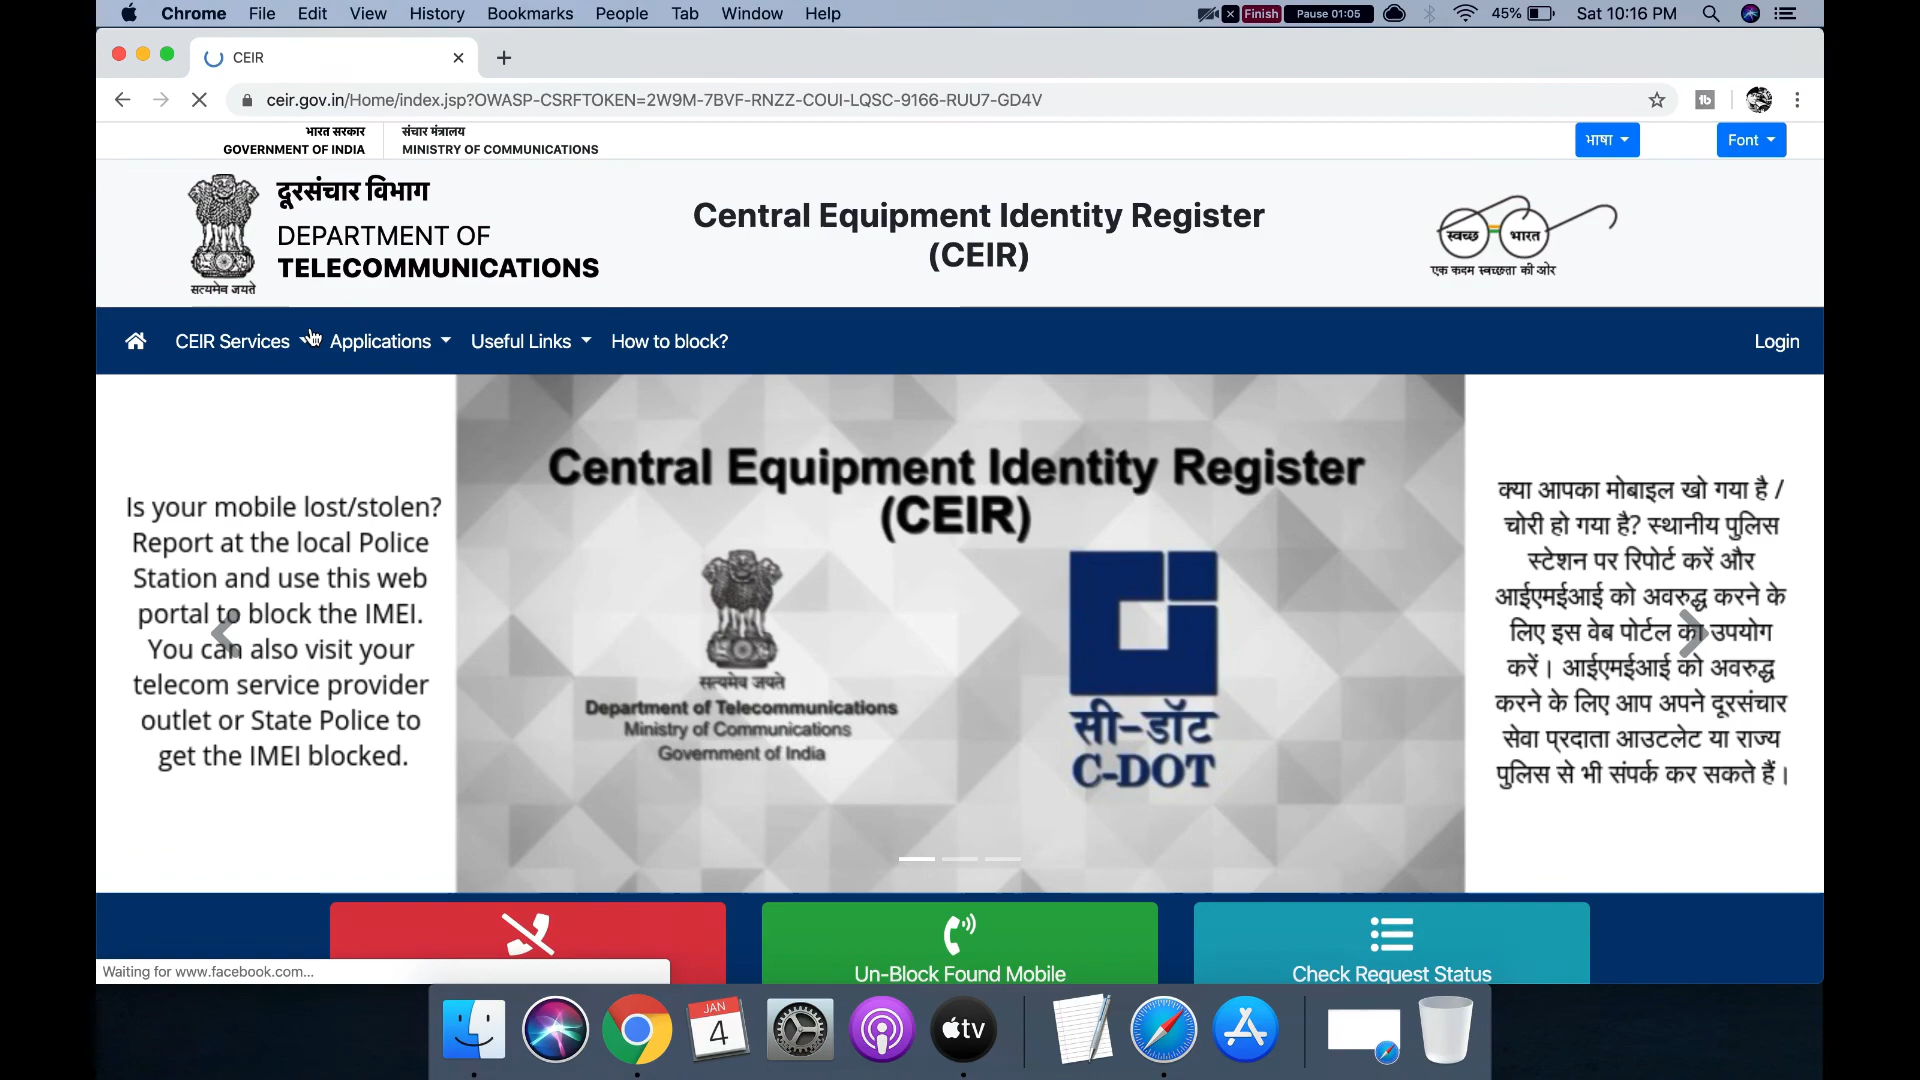 Chrome File Edit View History Bookmarks People Tab Window Help
Finish Pause 01:05 45% Sat 10:16 PM
CEIR
ceir.gov.in/Home/index.jsp?OWASP-CSRFTOKEN=2W9M-7BVF-RNZZ-COUI-LQSC-9166-RUU7-GD4V
भारत सरकार
GOVERNMENT OF INDIA
संचार मंत्रालय
MINISTRY OF COMMUNICATIONS
भाषा
Font
दूरसंचार विभाग
DEPARTMENT OF
TELECOMMUNICATIONS
सत्यमेव जयते
Central Equipment Identity Register
(CEIR)
स्वच्छ भारत
एक कदम स्वच्छता की ओर
CEIR Services Applications Useful Links How to block? Login
Is your mobile lost/stolen?
Report at the local Police
Station and use this web
portal to block the IMEI.
You can also visit your
telecom service provider
outlet or State Police to
get the IMEI blocked.
Central Equipment Identity Register
(CEIR)
सत्यमेव जयते
Department of Telecommunications
Ministry of Communications
Government of India
सी-डॉट
C-DOT
क्या आपका मोबाइल खो गया है /
चोरी हो गया है? स्थानीय पुलिस
स्टेशन पर रिपोर्ट करें और
आईएमईआई को अवरुद्ध करने के
लिए इस वेब पोर्टल का उपयोग
करें। आईएमईआई को अवरुद्ध
करने के लिए आप अपने दूरसंचार
सेवा प्रदाता आउटलेट या राज्य
पुलिस से भी संपर्क कर सकते हैं।
Un-Block Found Mobile
Check Request Status
Waiting for www.facebook.com...
JAN
4
tv